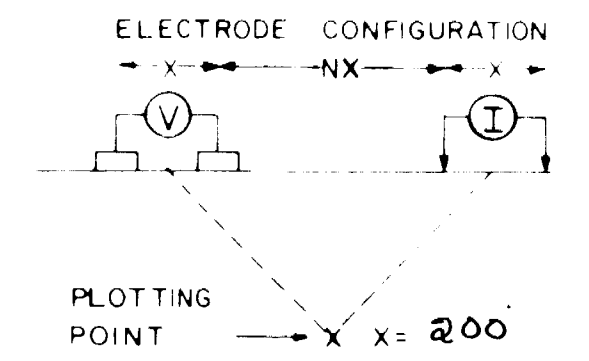 ELECTRODE CONFIGURATION
X NX X
V I
PLOTTING
POINT X X = 200